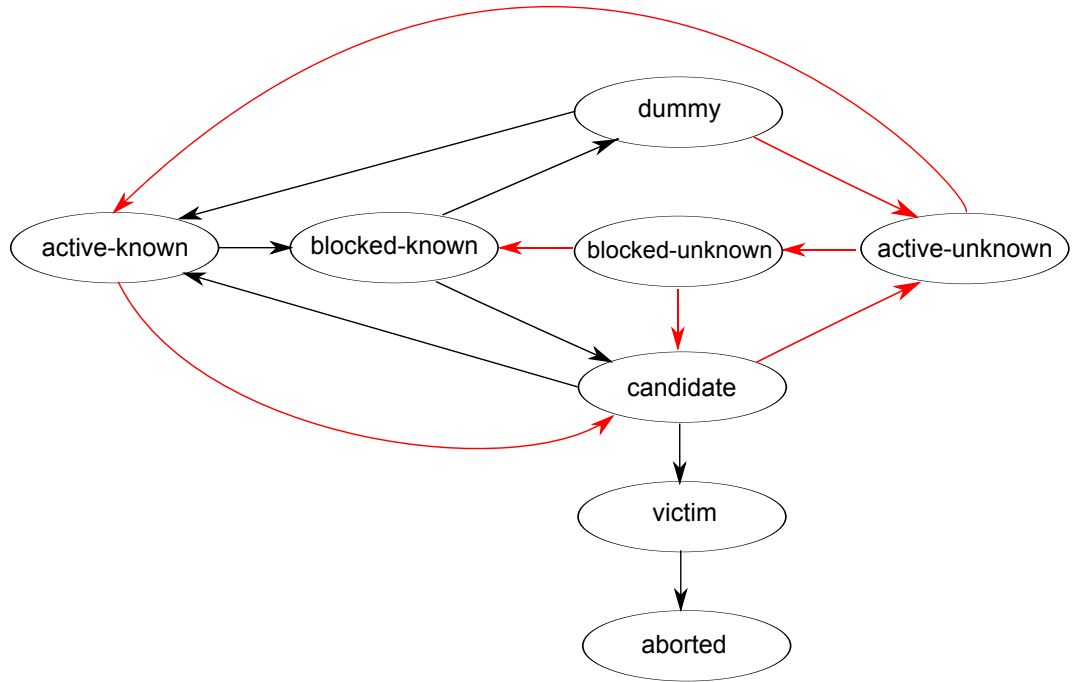 dummy
active-known
blocked-known
blocked-unknown
active-unknown
candidate
victim
aborted